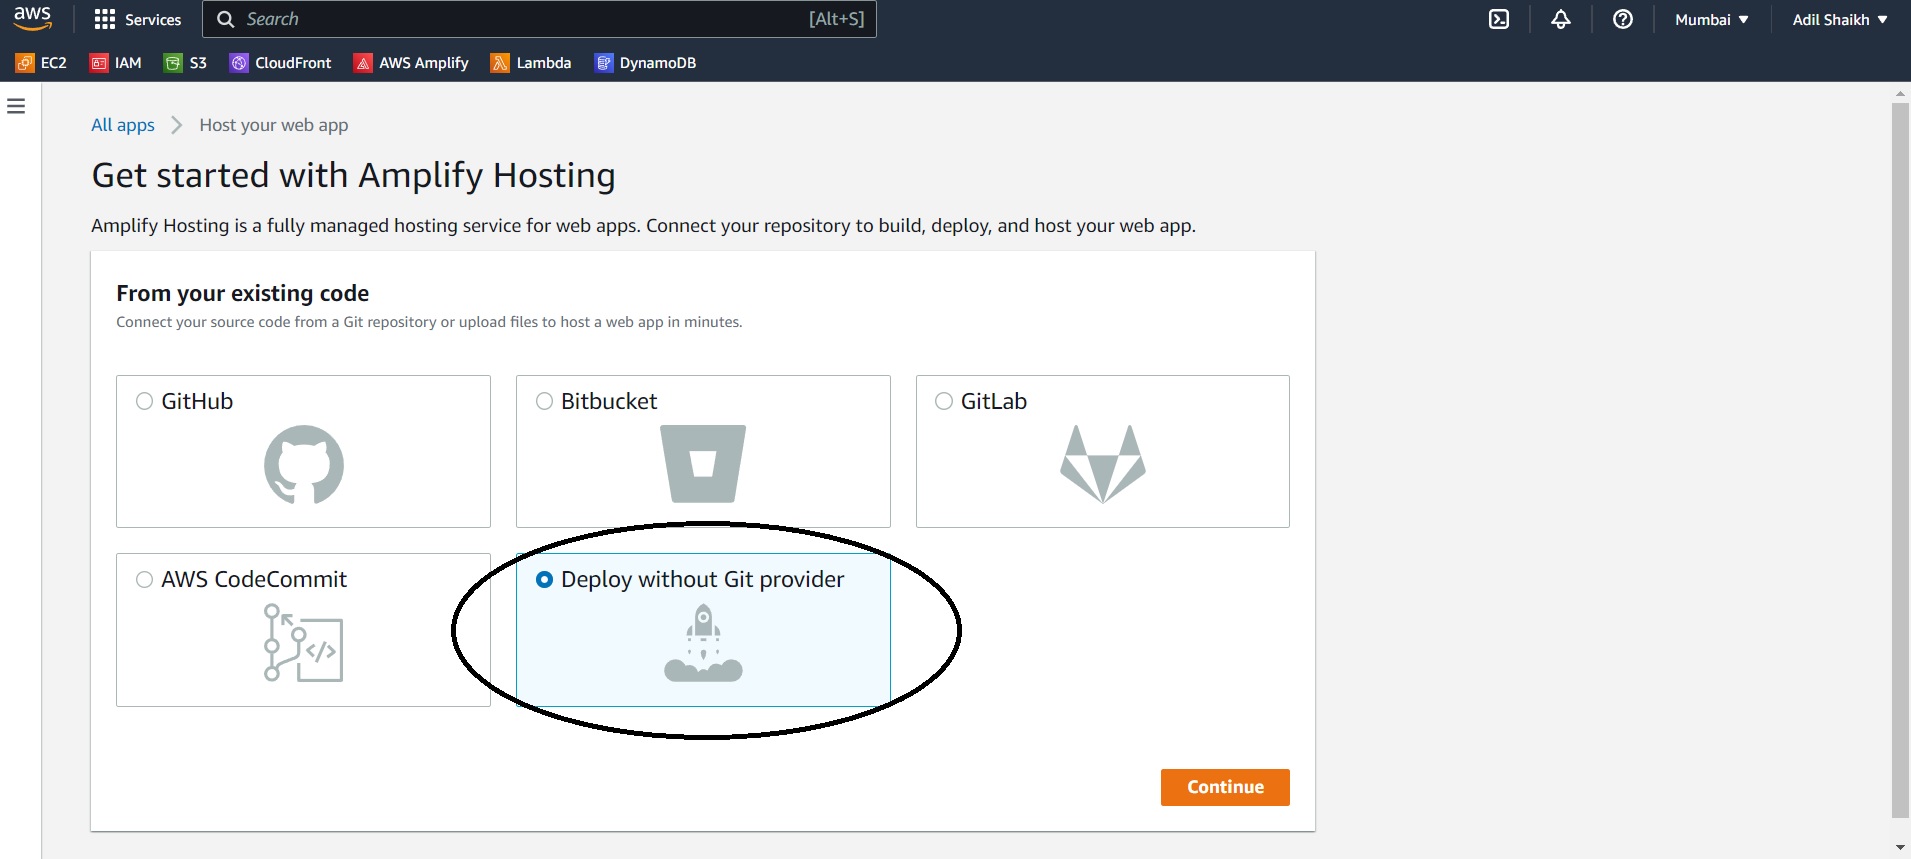 aws Services Search [Alt+S] Mumbai Adil Shaikh
EC2 IAM S3 CloudFront AWS Amplify Lambda DynamoDB
All apps Host your web app
Get started with Amplify Hosting
Amplify Hosting is a fully managed hosting service for web apps. Connect your repository to build, deploy, and host your web app.
From your existing code
Connect your source code from a Git repository or upload files to host a web app in minutes.
GitHub Bitbucket GitLab
AWS CodeCommit Deploy without Git provider
Continue